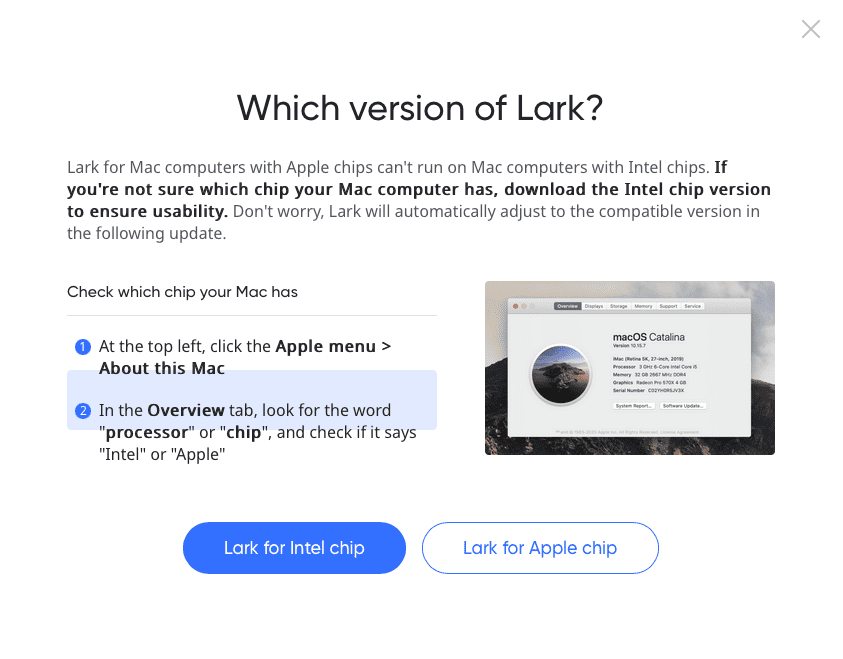 Which version of Lark?
Lark for Mac computers with Apple chips can't run on Mac computers with Intel chips. If
you're not sure which chip your Mac computer has, download the Intel chip version
to ensure usability. Don't worry, Lark will automatically adjust to the compatible version in
the following update.
Check which chip your Mac has
1 At the top left, click the Apple menu >
About this Mac
2 In the Overview tab, look for the word
"processor" or "chip", and check if it says
"Intel" or "Apple"
Overview Displays Storage Memory Support Service
macOS Catalina
Version 10.15.7
iMac (Retina 5K, 27-inch, 2019)
Processor 3 GHz 6-Core Intel Core i5
Memory 32 GB 2667 MHz DDR4
Graphics Radeon Pro 570X 4 GB
Serial Number C02YH0R5JV3X
System Report... Software Update...
Lark for Intel chip
Lark for Apple chip